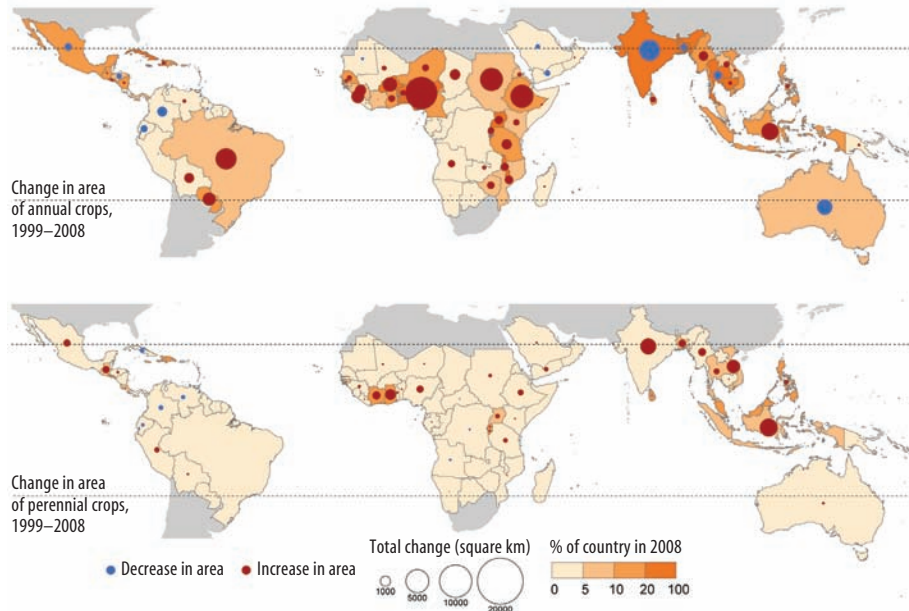 Change in area
of annual crops,
1999–2008
Change in area
of perennial crops,
1999–2008
Decrease in area
Increase in area
Total change (square km)
1000
5000
10000
20000
% of country in 2008
0 5 10 20 100